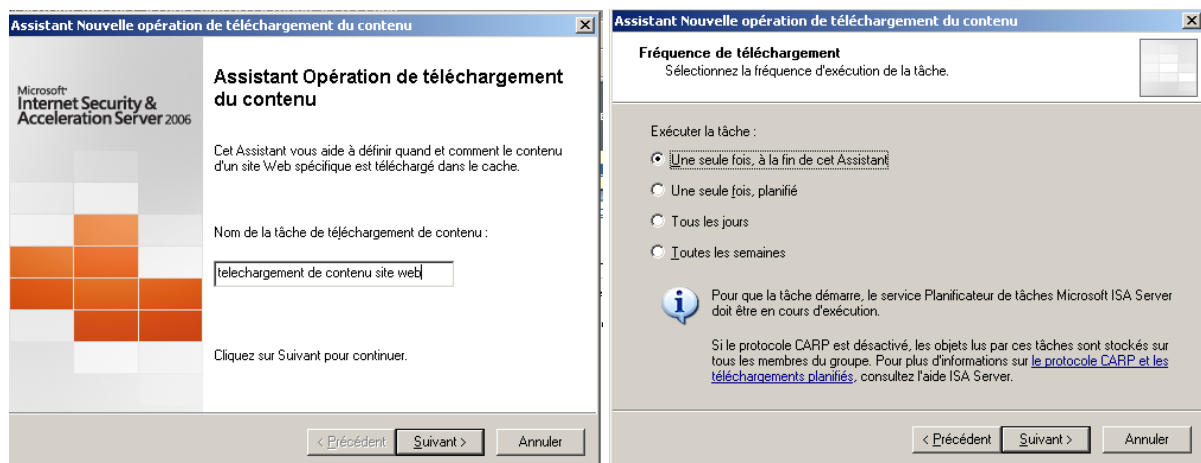 Assistant Nouvelle opération de téléchargement du contenu
Microsoft
Internet Security &
Acceleration Server 2006
Assistant Opération de téléchargement
du contenu
Cet Assistant vous aide à définir quand et comment le contenu
d'un site Web spécifique est téléchargé dans le cache.
Nom de la tâche de téléchargement de contenu :
telechargement de contenu site web
Cliquez sur Suivant pour continuer.
< Précédent
Suivant >
Annuler
Assistant Nouvelle opération de téléchargement du contenu
Fréquence de téléchargement
Sélectionnez la fréquence d'exécution de la tâche.
Exécuter la tâche :
Une seule fois, à la fin de cet Assistant
Une seule fois, planifié
Tous les jours
Toutes les semaines
Pour que la tâche démarre, le service Planificateur de tâches Microsoft ISA Server
doit être en cours d'exécution.
Si le protocole CARP est désactivé, les objets lus par ces tâches sont stockés sur
tous les membres du groupe. Pour plus d'informations sur le protocole CARP et les
téléchargements planifiés, consultez l'aide ISA Server.
< Précédent
Suivant >
Annuler